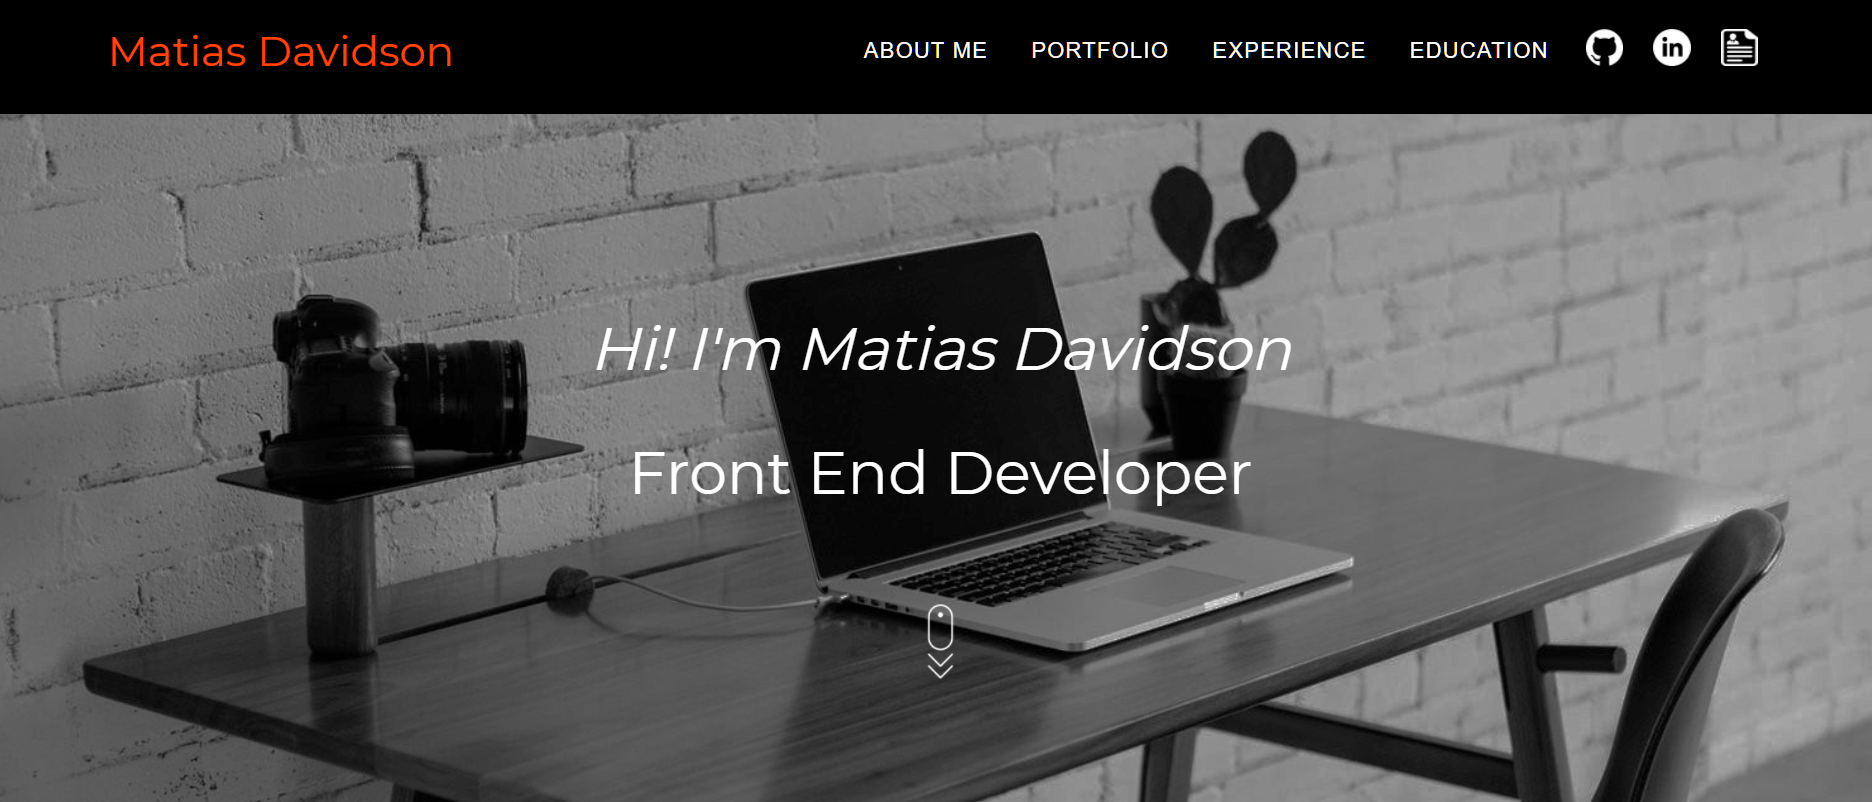 Matias Davidson
ABOUT ME PORTFOLIO EXPERIENCE EDUCATION in
Hi! I'm Matias Davidson
Front End Developer